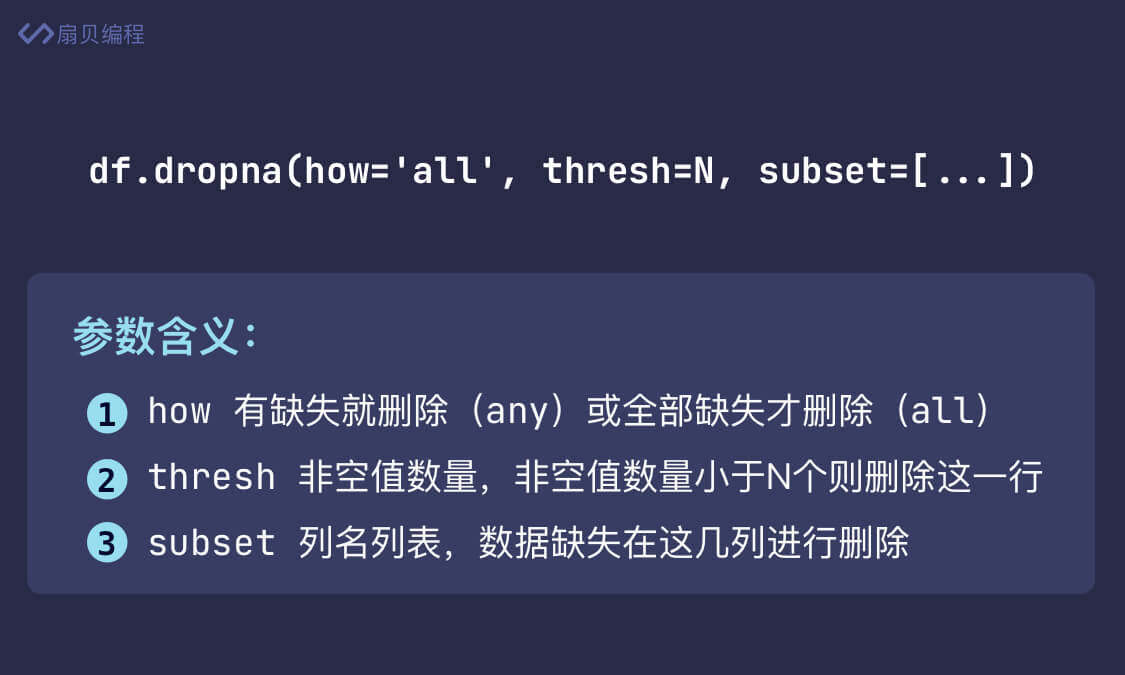 扇贝编程
df.dropna(how='all', thresh=N, subset=[...])
参数含义：
1 how 有缺失就删除（any）或全部缺失才删除（all）
2 thresh 非空值数量，非空值数量小于N个则删除这一行
3 subset 列名列表，数据缺失在这几列进行删除